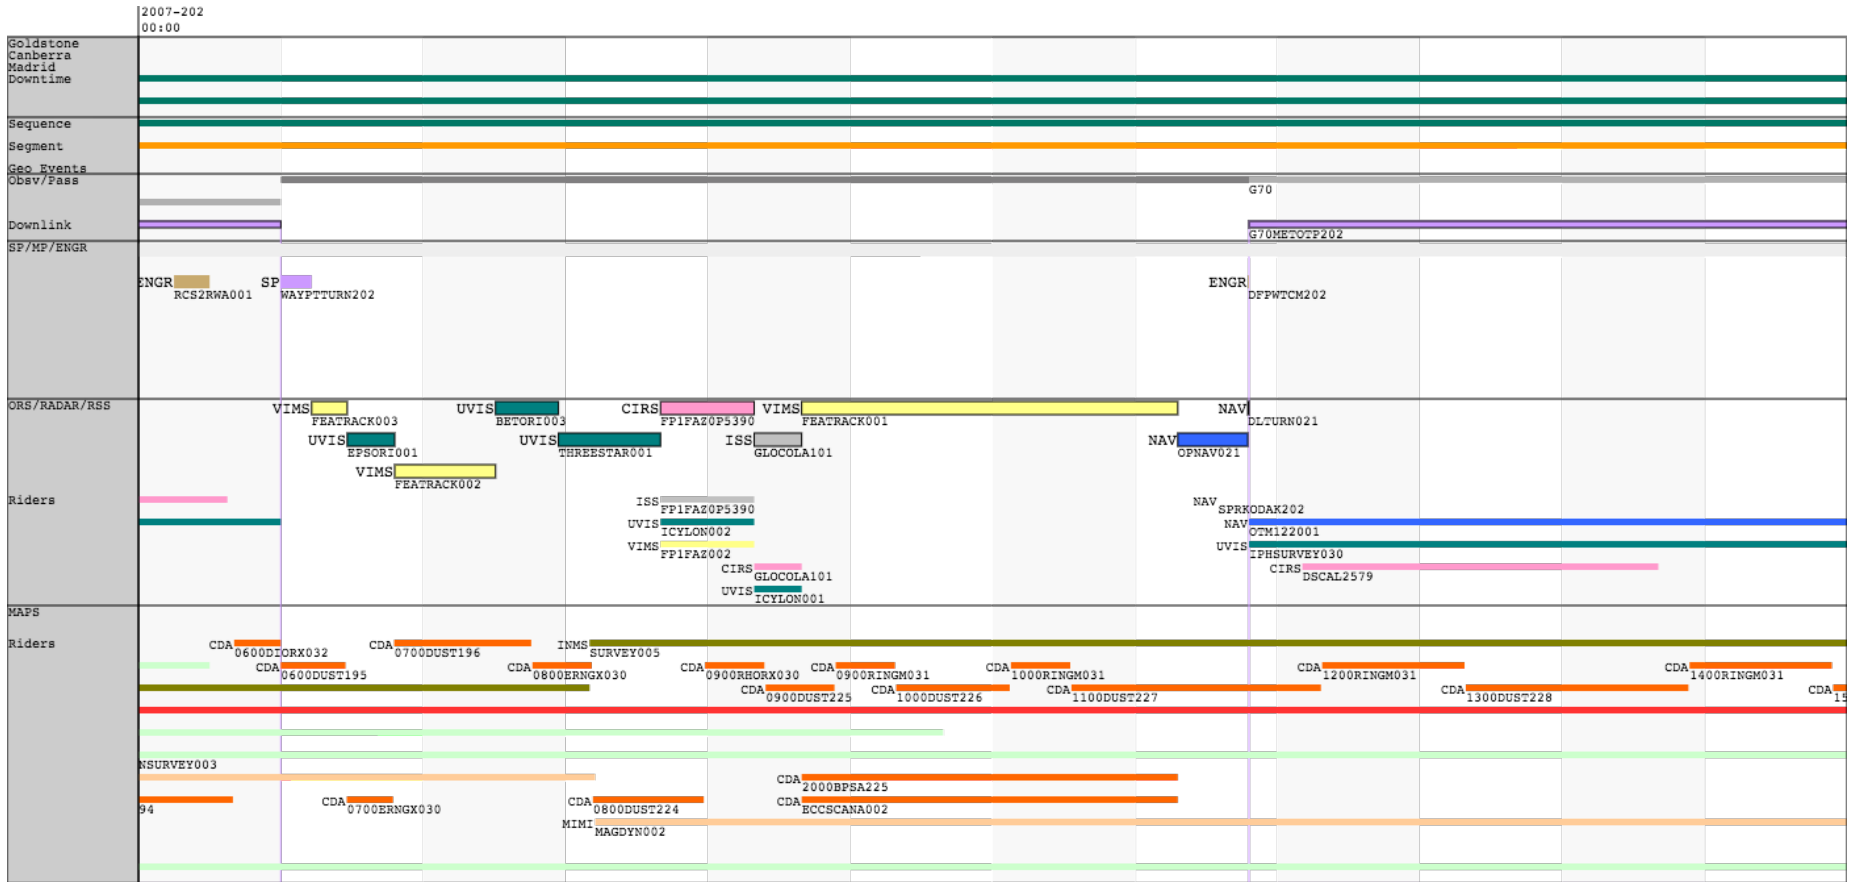 2007-202
00:00
Goldstone
Canberra
Madrid
Downtime
Sequence
Segment
Geo Events
Obsv/Pass
G70
Downlink
G70METOTP202
SP/MP/ENGR
ENGR SP ENGR
RCS2RWA001 WAYPTTURN202 DFPWTCM202
ORS/RADAR/RSS VIMS UVIS CIRS VIMS NAV
FEATRACK003 BETORI003 FP1FAZ0P5390 FEATRACK001 DLTURN021
UVIS UVIS ISS NAV
EPSORI001 THREESTAR001 GLOCOLA101 OPNAV021
VIMS
FEATRACK002
Riders ISS NAV
FP1FAZ0P5390 SPRKODAK202
UVIS NAV
ICYLON002 OTM122001
VIMS UVIS
FP1FAZ002 IPHSURVEY030
CIRS CIRS
GLOCOLA101 DSCAL2579
UVIS
ICYLON001
MAPS
Riders CDA CDA INMS
0600DIORX032 0700DUST196 SURVEY005
CDA CDA CDA CDA CDA CDA CDA
0600DUST195 0800ERNGX030 0900RHORX030 0900RINGM031 1000RINGM031 1200RINGM031 1400RINGM031
CDA CDA CDA CDA CDA
0900DUST225 1000DUST226 1100DUST227 1300DUST228 15
NSURVEY003
CDA
2000BPSA225
CDA CDA CDA
94 0700ERNGX030 0800DUST224 ECCSCANA002
MIMI
MAGDYN002